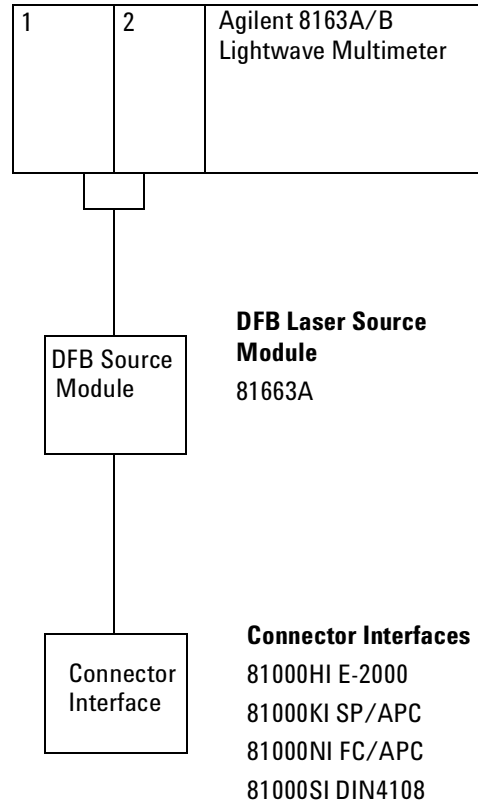 1
2
Agilent 8163A/B
Lightwave Multimeter
DFB Source
Module
DFB Laser Source
Module
81663A
Connector
Interface
Connector Interfaces
81000HI E-2000
81000KI SP/APC
81000NI FC/APC
81000SI DIN4108